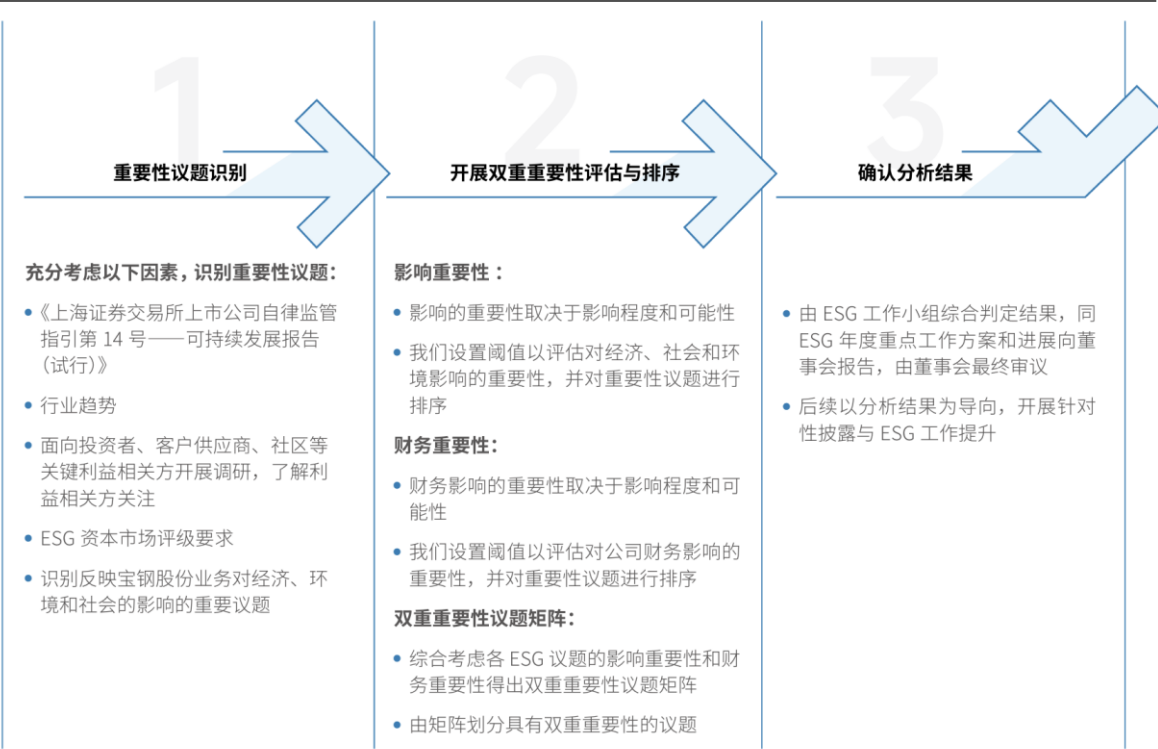 1
重要性议题识别
充分考虑以下因素，识别重要性议题：
• 《上海证券交易所上市公司自律监管
指引第 14 号——可持续发展报告
（试行）》
• 行业趋势
• 面向投资者、客户供应商、社区等
关键利益相关方开展调研，了解利
益相关方关注
• ESG 资本市场评级要求
• 识别反映宝钢股份业务对经济、环
境和社会的影响的重要议题
2
开展双重重要性评估与排序
影响重要性：
• 影响的重要性取决于影响程度和可能性
• 我们设置阈值以评估对经济、社会和环
境影响的重要性，并对重要性议题进行
排序
财务重要性：
• 财务影响的重要性取决于影响程度和可
能性
• 我们设置阈值以评估对公司财务影响的
重要性，并对重要性议题进行排序
双重重要性议题矩阵：
• 综合考虑各 ESG 议题的影响重要性和财
务重要性得出双重重要性议题矩阵
• 由矩阵划分具有双重重要性的议题
3
确认分析结果
• 由 ESG 工作小组综合判定结果，同
ESG 年度重点工作方案和进展向董
事会报告，由董事会最终审议
• 后续以分析结果为导向，开展针对
性披露与 ESG 工作提升